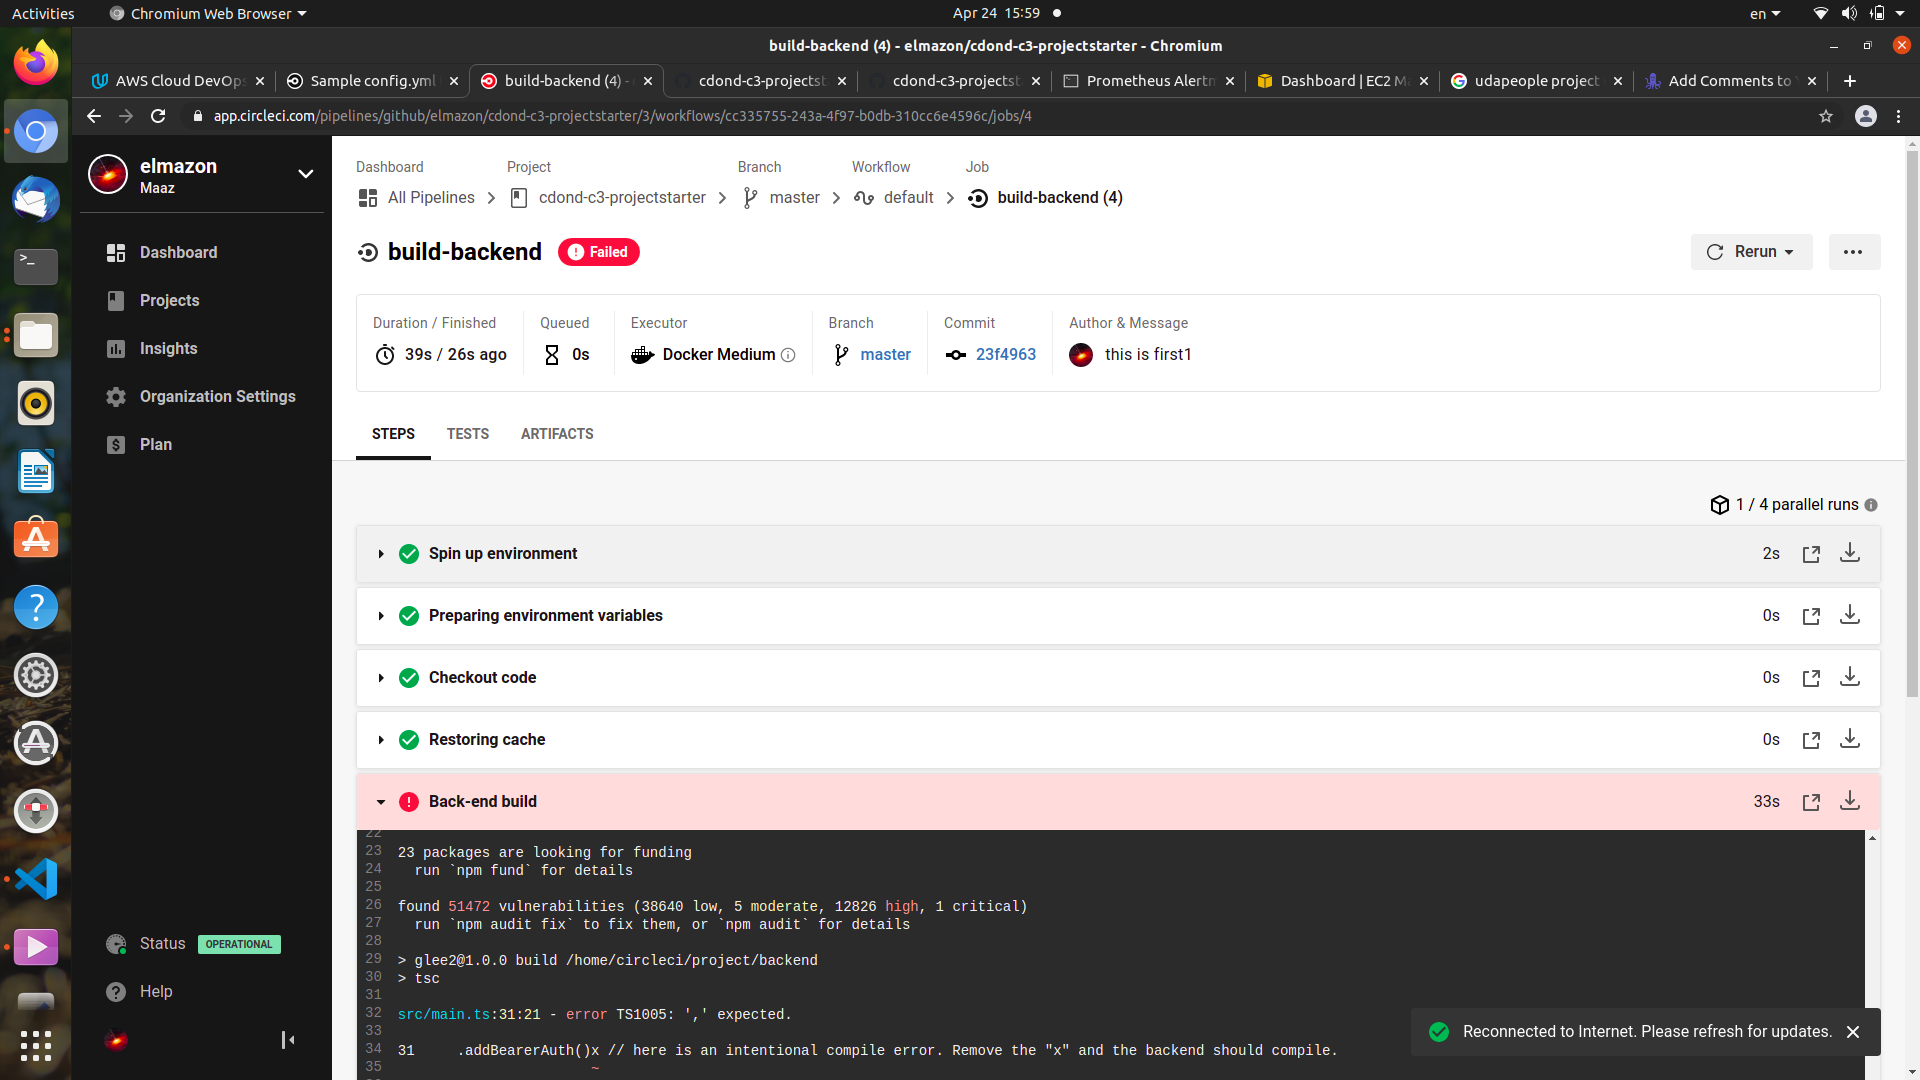 Activities
Chromium Web Browser
Apr 24 15:59
en
build-backend (4) - elmazon/cdond-c3-projectstarter - Chromium
AWS Cloud DevOps
Sample config.yml
build-backend (4) -
cdond-c3-projectst
cdond-c3-projectst
Prometheus Alertm
Dashboard | EC2 M
udapeople project
Add Comments to
app.circleci.com/pipelines/github/elmazon/cdond-c3-projectstarter/3/workflows/cc335755-243a-4f97-b0db-310cc6e4596c/jobs/4
elmazon
Maaz
Dashboard
Projects
Insights
Organization Settings
Plan
Status OPERATIONAL
Help
Dashboard Project Branch Workflow Job
All Pipelines cdond-c3-projectstarter master default build-backend (4)
build-backend Failed
Rerun
Duration / Finished Queued Executor Branch Commit Author & Message
39s / 26s ago 0s Docker Medium master 23f4963 this is first1
STEPS TESTS ARTIFACTS
1 / 4 parallel runs
Spin up environment 2s
Preparing environment variables 0s
Checkout code 0s
Restoring cache 0s
Back-end build 33s
22
23 23 packages are looking for funding
24 run `npm fund` for details
25
26 found 51472 vulnerabilities (38640 low, 5 moderate, 12826 high, 1 critical)
27 run `npm audit fix` to fix them, or `npm audit` for details
28
29 > glee2@1.0.0 build /home/circleci/project/backend
30 > tsc
31
32 src/main.ts:31:21 - error TS1005: ',' expected.
33
34 31 .addBearerAuth()x // here is an intentional compile error. Remove the "x" and the backend should compile.
35 ~
Reconnected to Internet. Please refresh for updates.